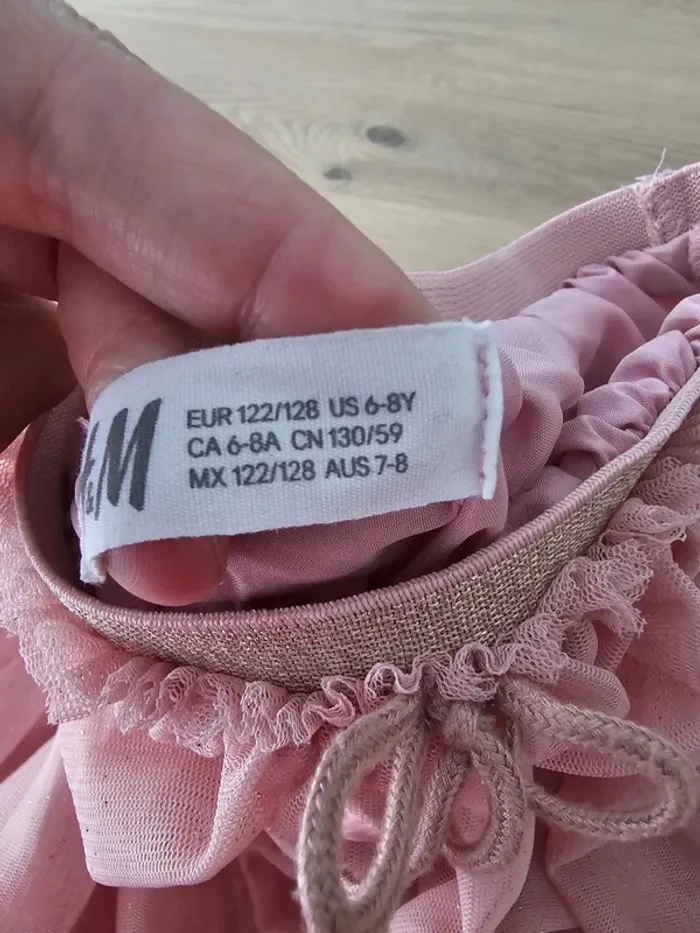 H&M
EUR 122/128 US 6-8Y
CA 6-8A CN 130/59
MX 122/128 AUS 7-8